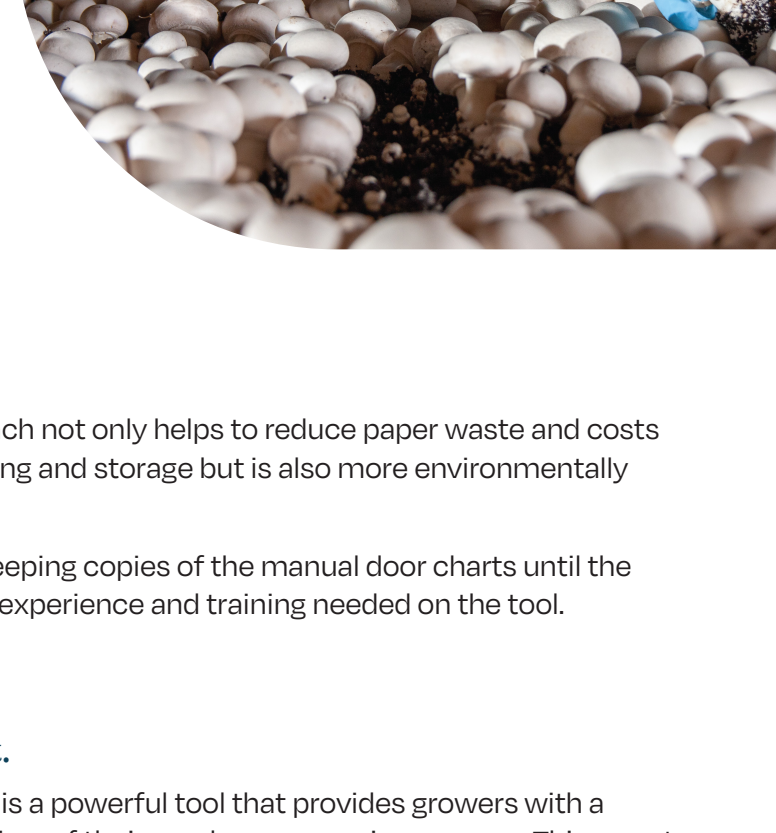 ch not only helps to reduce paper waste and costs
ng and storage but is also more environmentally
eeping copies of the manual door charts until the
experience and training needed on the tool.
.
is a powerful tool that provides growers with a